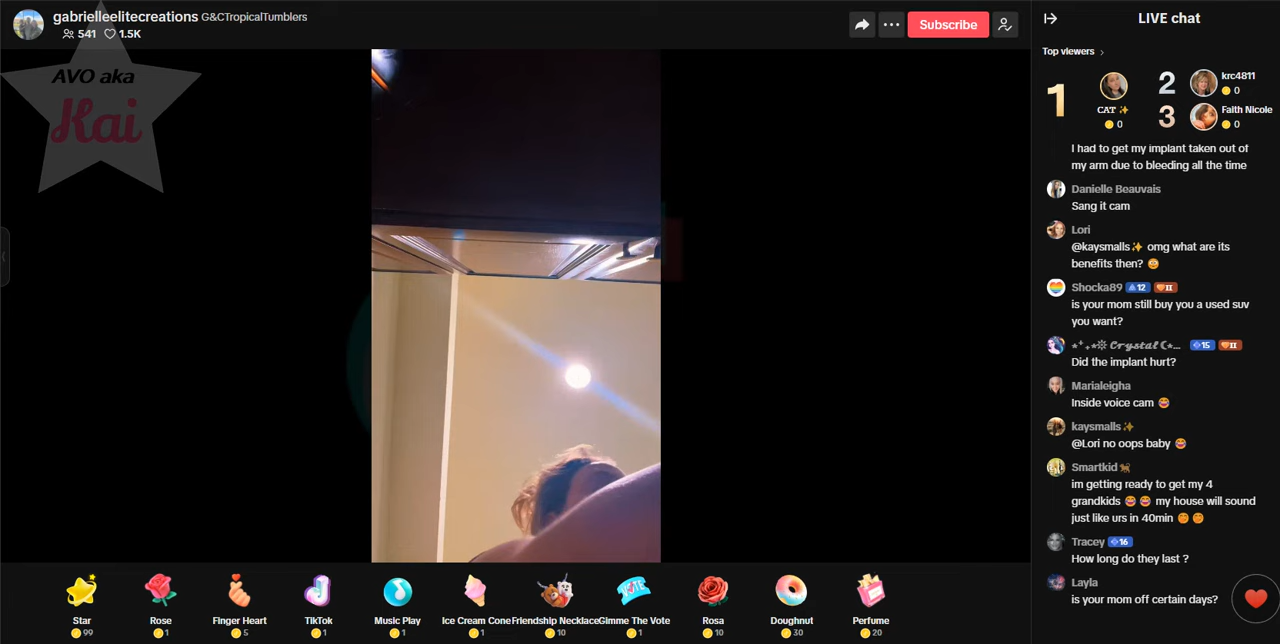 gabrielleelitecreations G&CTropicalTumblers
541 1.5K
Subscribe
AVO aka
Kai
LIVE chat
Top viewers
1
CAT
0
2
krc4811
0
3
Faith Nicole
0
I had to get my implant taken out of
my arm due to bleeding all the time
Danielle Beauvais
Sang it cam
Lori
@kaysmalls✨ omg what are its
benefits then? 😳
Shocka89 12 II
is your mom still buy you a used suv
you want?
Crystal ... 15 II
Did the implant hurt?
Marialeigha
Inside voice cam 😂
kaysmalls✨
@Lori no oops baby 😂
Smartkid
im getting ready to get my 4
grandkids 😂 😂 my house will sound
just like urs in 40min
Tracey 16
How long do they last ?
Layla
is your mom off certain days?
Star
99
Rose
1
Finger Heart
5
TikTok
1
Music Play
1
Ice Cream Cone
1
Friendship Necklace
10
VOTE
Gimme The Vote
1
Rosa
10
Doughnut
30
Perfume
20